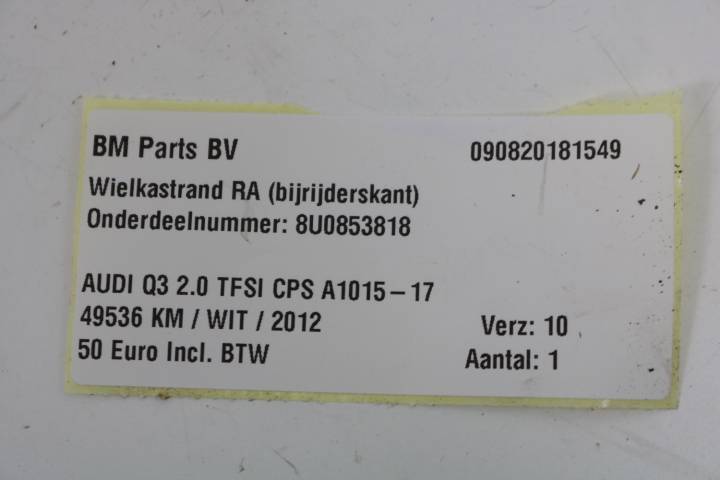 BM Parts BV 090820181549
Wielkastrand RA (bijrijderskant)
Onderdeelnummer: 8U0853818
AUDI Q3 2.0 TFSI CPS A1015-17
49536 KM / WIT / 2012 Verz: 10
50 Euro Incl. BTW Aantal: 1